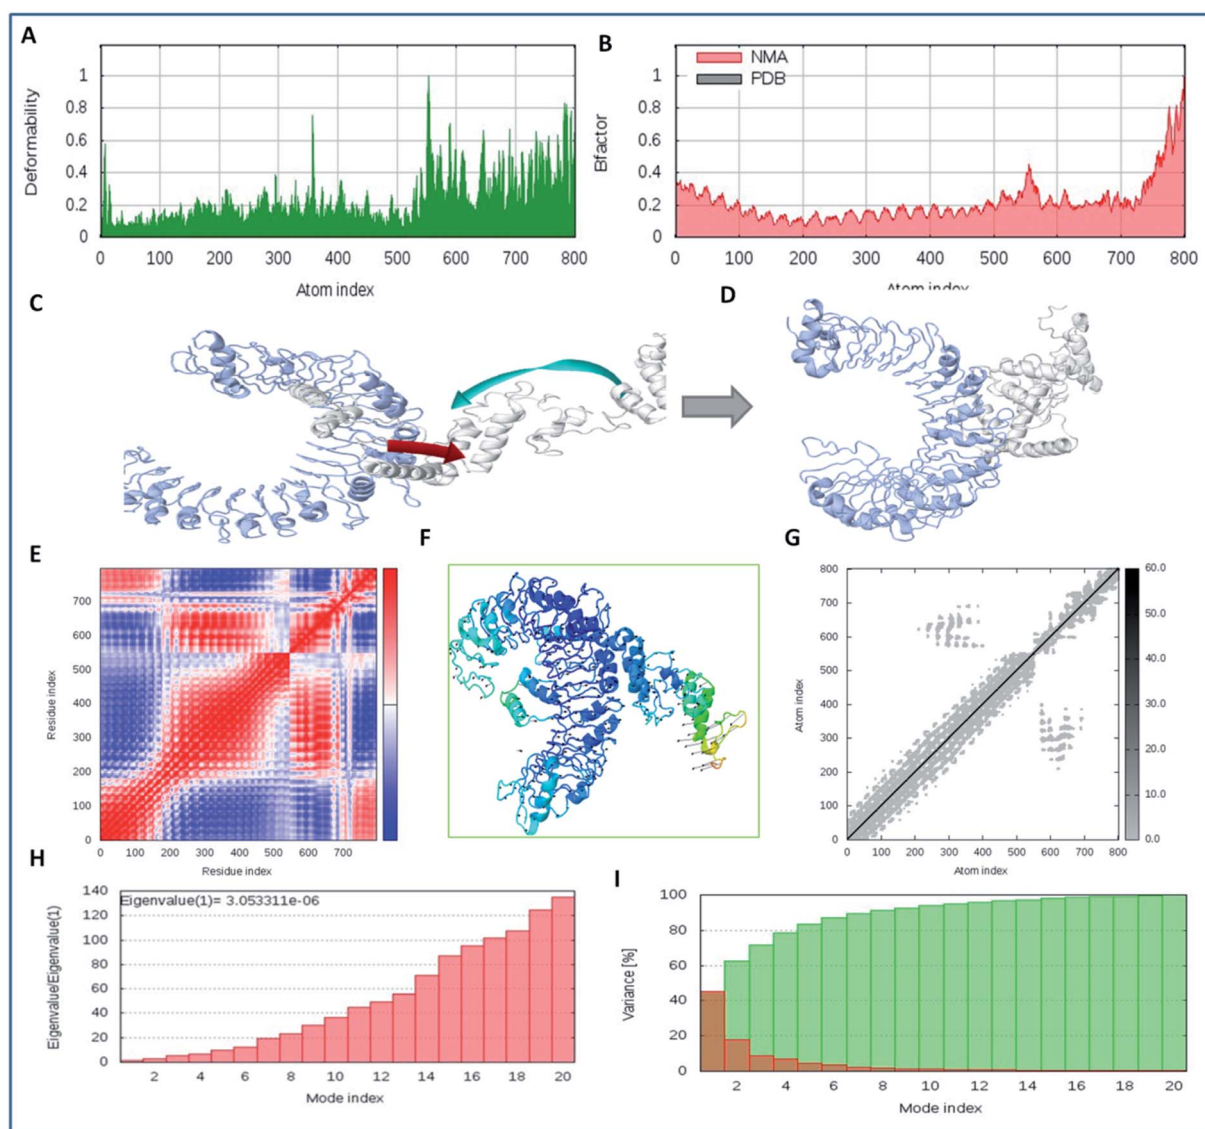 A
B
1
0.8
0.6
0.4
0.2
0
Deformability
0 100 200 300 400 500 600 700 800
Atom index
NMA
PDB
1
0.8
0.6
0.4
0.2
0
Bfactor
0 100 200 300 400 500 600 700 800
Atom index
C
D
E
700
600
500
400
300
200
100
0
Residue index
0 100 200 300 400 500 600 700
Residue index
F
G
800
700
600
500
400
300
200
100
0
Atom index
0 100 200 300 400 500 600 700 800
Atom index
60.0
50.0
40.0
30.0
20.0
10.0
0.0
H
Eigenvalue(1)= 3.053311e-06
140
120
100
80
60
40
20
0
Eigenvalue/Eigenvalue(1)
2 4 6 8 10 12 14 16 18 20
Mode index
I
100
80
60
40
20
0
Variance [%]
2 4 6 8 10 12 14 16 18 20
Mode index